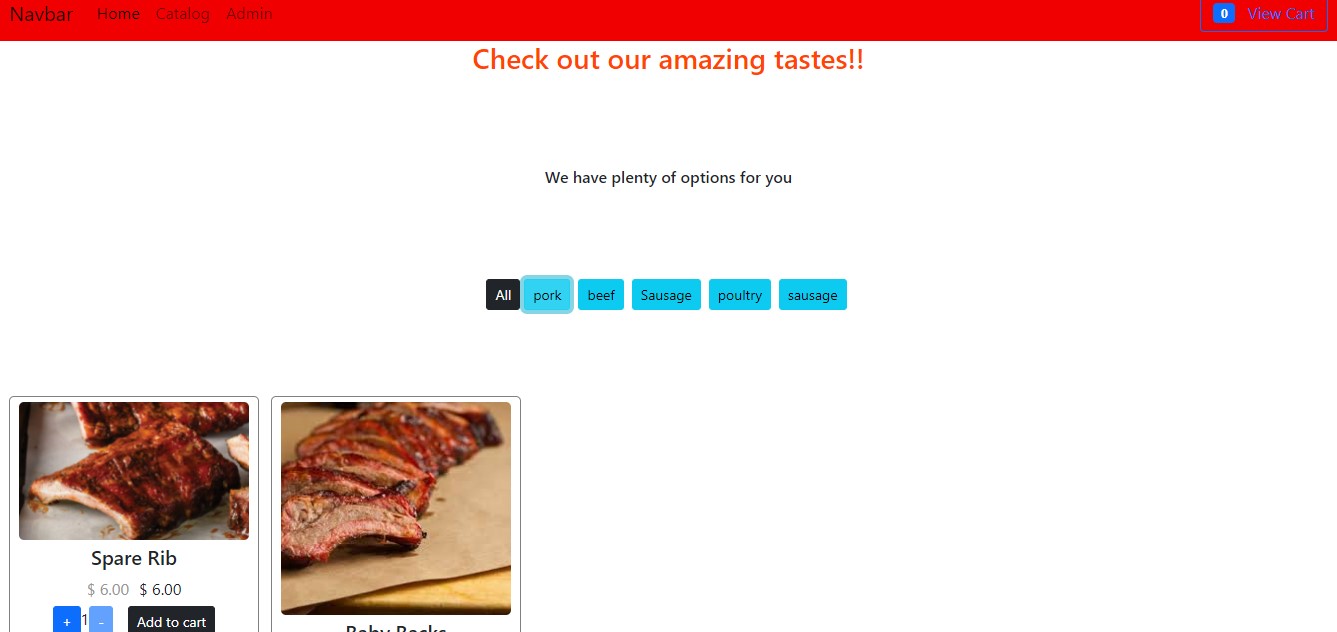 Navbar Home Catalog Admin 0 View Cart
Check out our amazing tastes!!
We have plenty of options for you
All pork beef Sausage poultry sausage
Spare Rib
$ 6.00 $ 6.00
+ 1 - Add to cart
Baby Backs